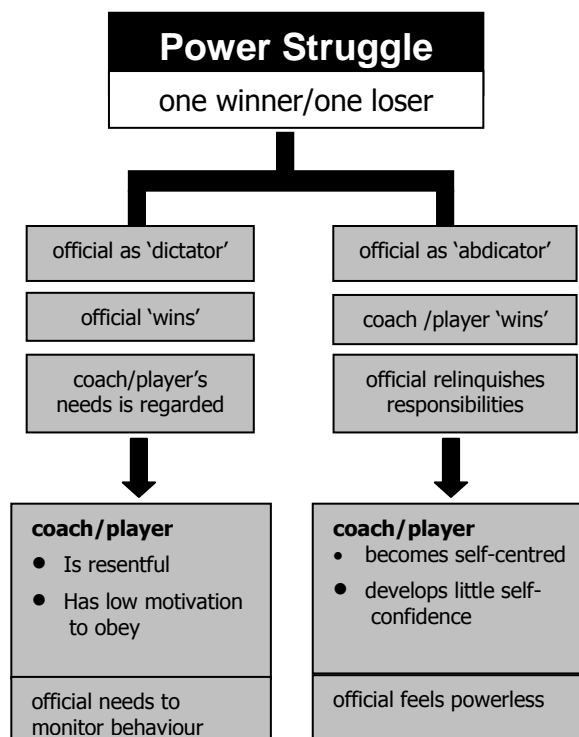 Power Struggle
one winner/one loser
official as ‘dictator’
official ‘wins’
coach/player’s
needs is regarded
coach/player
● Is resentful
● Has low motivation
to obey
official needs to
monitor behaviour
official as ‘abdicator’
coach /player ‘wins’
official relinquishes
responsibilities
coach/player
• becomes self-centred
● develops little self-
confidence
official feels powerless